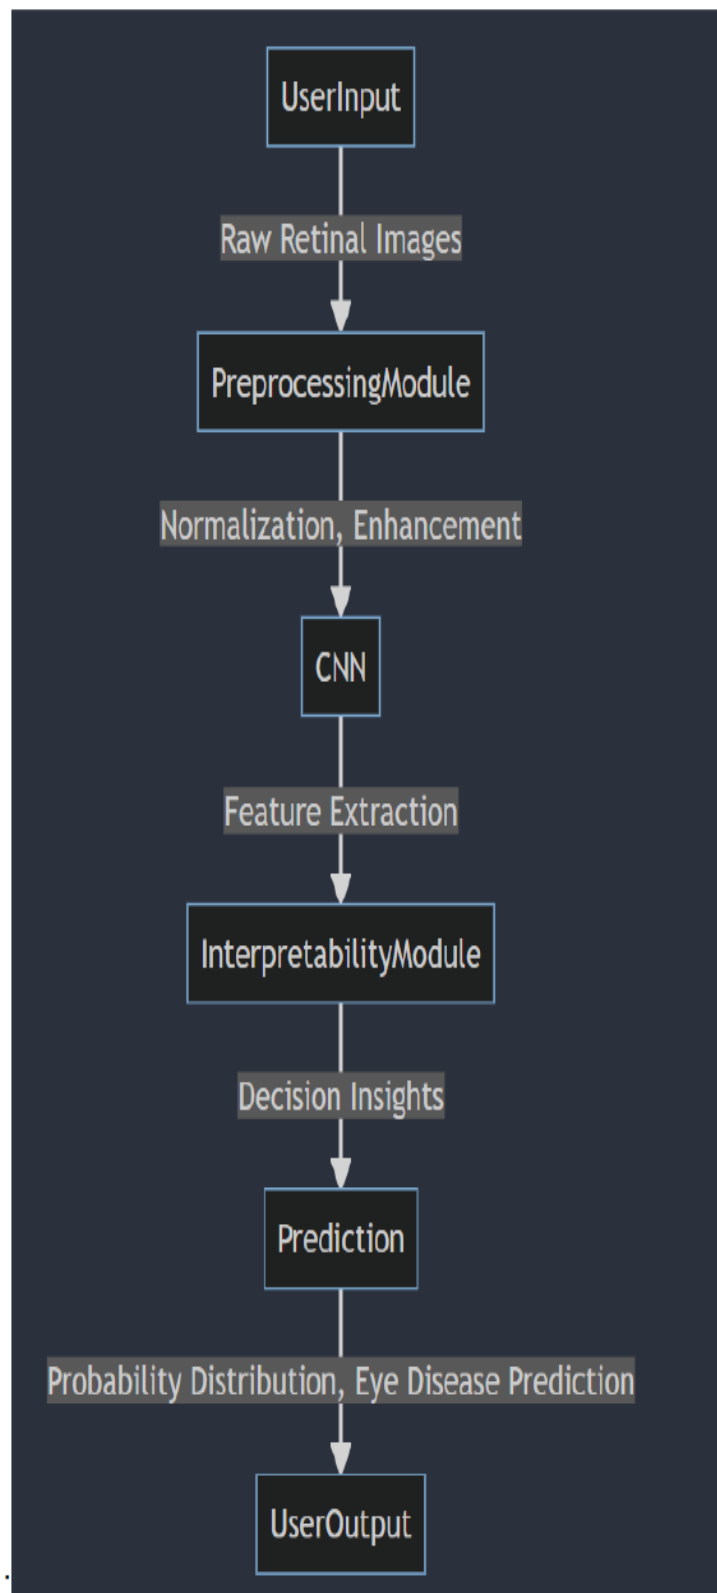 UserInput
Raw Retinal Images
PreprocessingModule
Normalization, Enhancement
CNN
Feature Extraction
InterpretabilityModule
Decision Insights
Prediction
Probability Distribution, Eye Disease Prediction
UserOutput
.